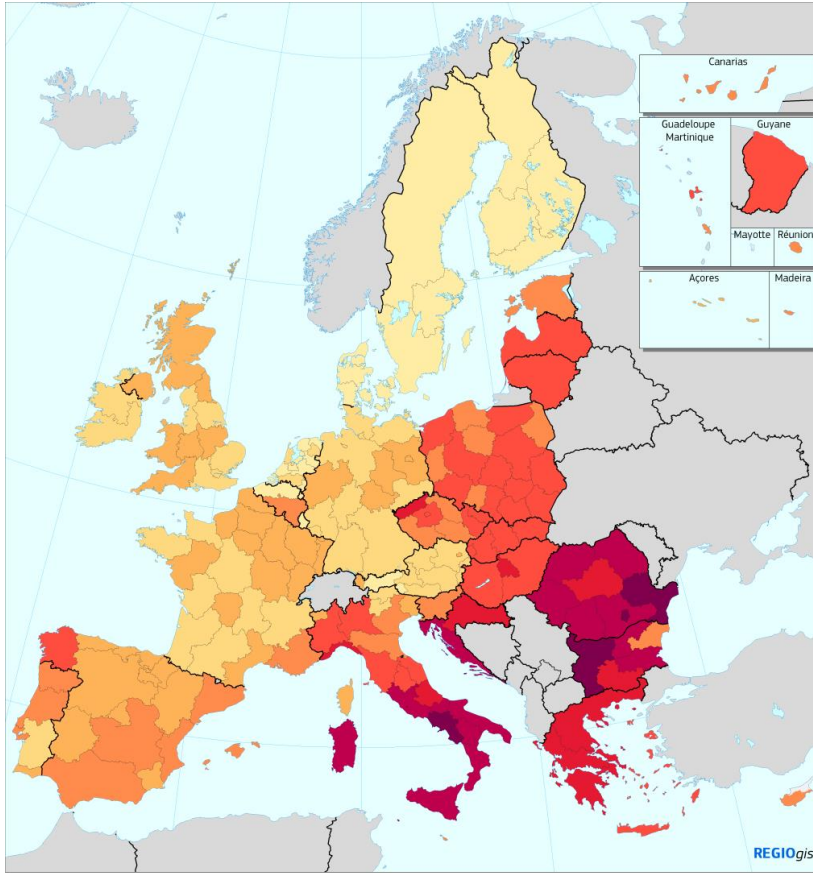 Canarias
Guadeloupe
Martinique
Guyane
Mayotte
Réunion
Açores
Madeira
REGIOgis